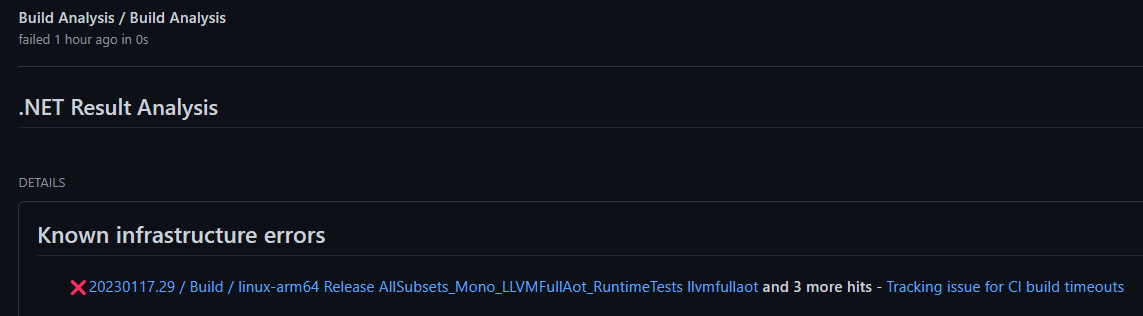 Build Analysis / Build Analysis
failed 1 hour ago in 0s
.NET Result Analysis
DETAILS
Known infrastructure errors
❌20230117.29 / Build / linux-arm64 Release AllSubsets_Mono_LLVMFullAot_RuntimeTests llvmfullaot and 3 more hits - Tracking issue for CI build timeouts